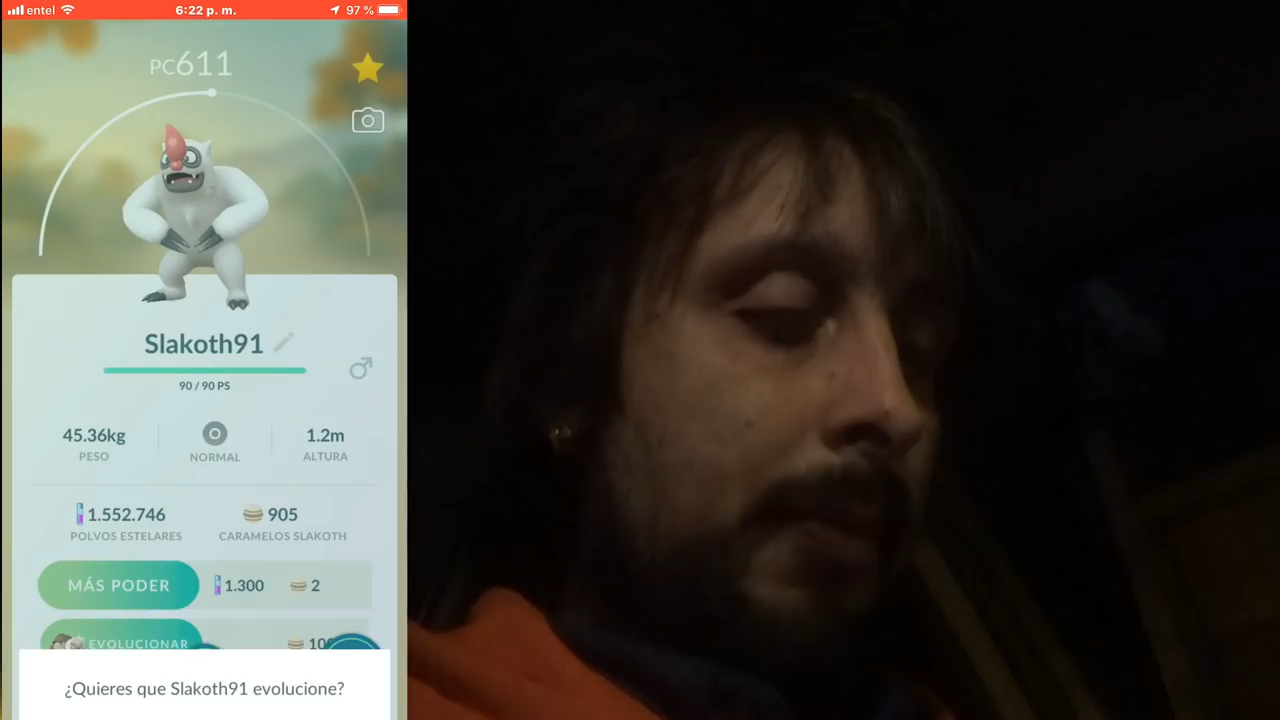 entel 6:22 p. m. 97 %
PC611
Slakoth91
90 / 90 PS
45.36kg
PESO
NORMAL
1.2m
ALTURA
1.552.746
POLVOS ESTELARES
905
CARAMELOS SLAKOTH
MÁS PODER 1.300 2
EVOLUCIONAR
¿Quieres que Slakoth91 evolucione?